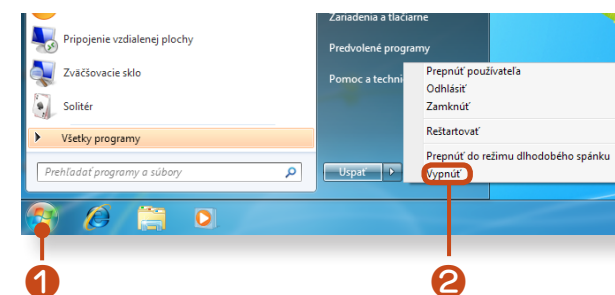 Pripojenie vzdialenej plochy
Zväčšovacie sklo
Solitér
Všetky programy
Prehľadať programy a súbory
Zariadenia a tlačiarne
Predvolené programy
Pomoc a techni
Uspať
Prepnúť používateľa
Odhlásiť
Zamknúť
Reštartovať
Prepnúť do režimu dlhodobého spánku
Vypnúť
1
2